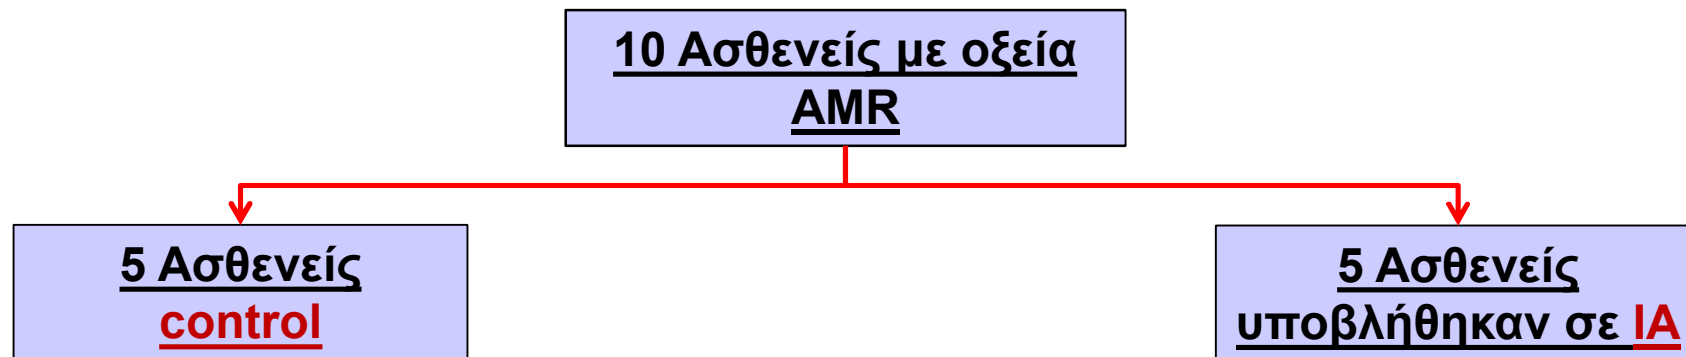 10 Ασθενείς με οξεία
AMR
5 Ασθενείς
control
5 Ασθενείς
υποβλήθηκαν σε IA